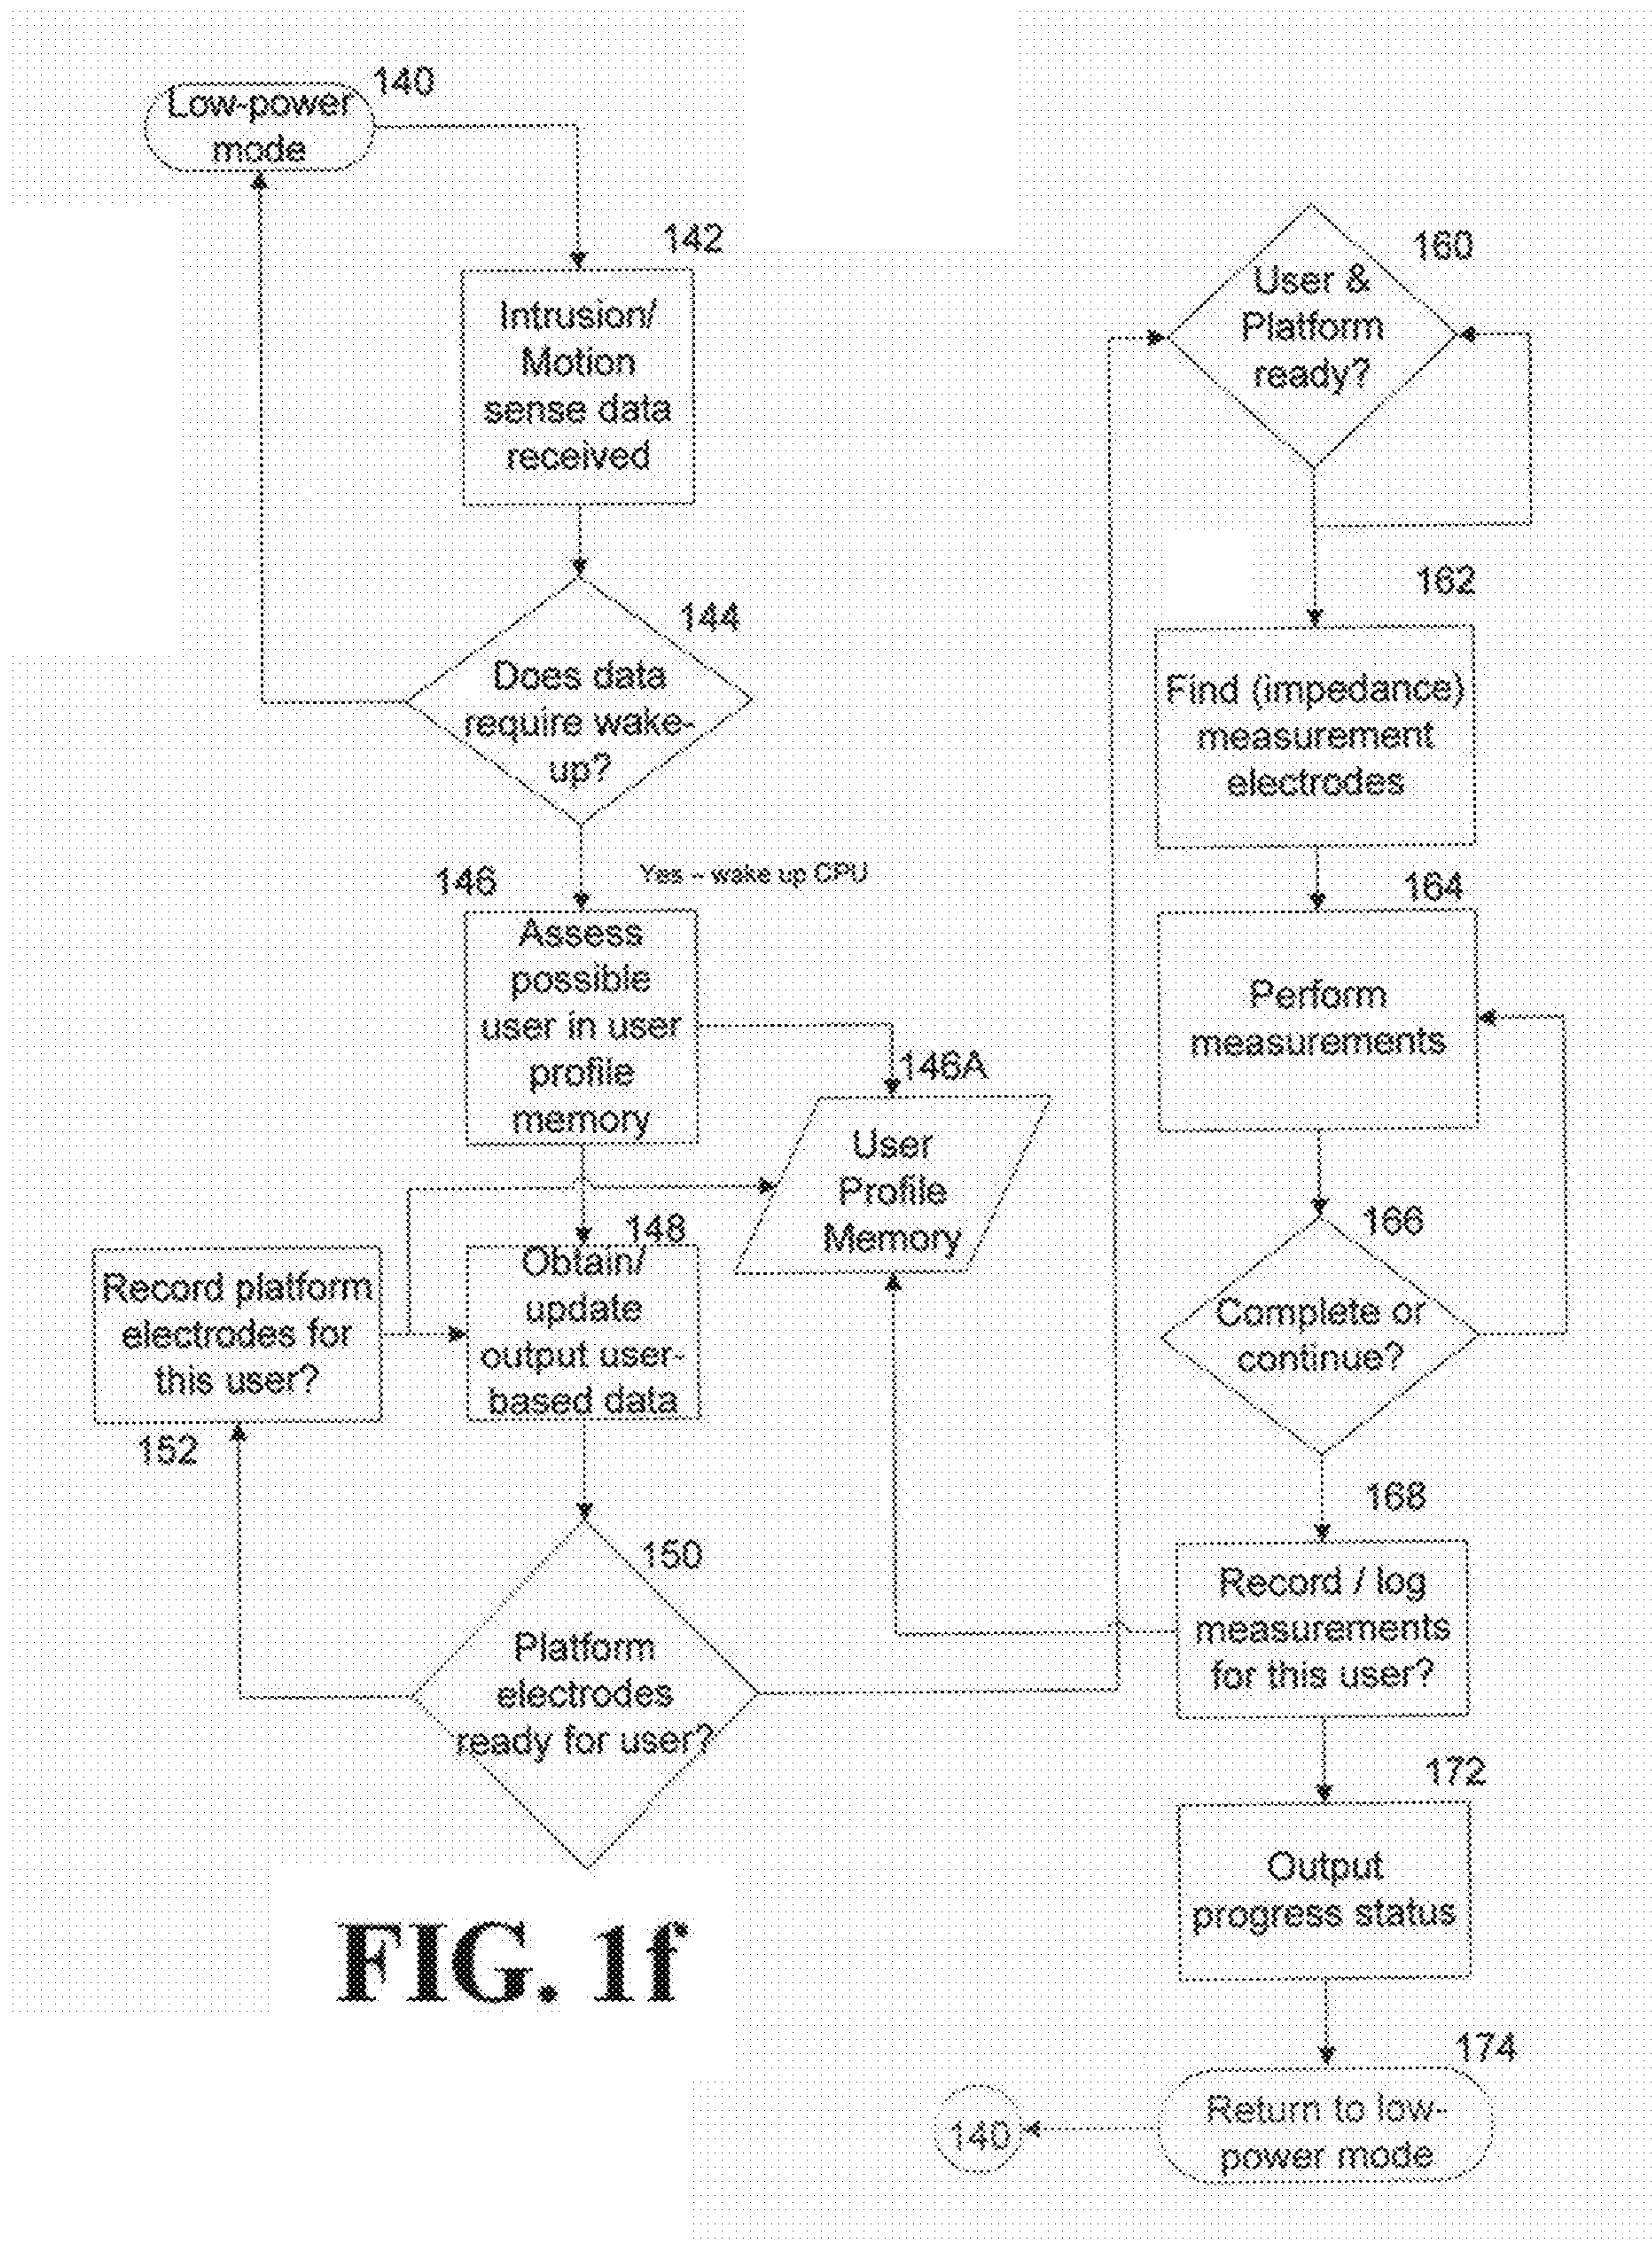 140
Low-power
mode
142
Intrusion/
Motion
sense data
received
144
Does data
require wake-
up?
Yes – wake up CPU
146
Assess
possible
user in user
profile
memory
146A
User
Profile
Memory
148
Obtain/
update
output user-
based data
Record platform
electrodes for
this user?
152
150
Platform
electrodes
ready for user?
160
User &
Platform
ready?
162
Find (impedance)
measurement
electrodes
164
Perform
measurements
166
Complete or
continue?
168
Record / log
measurements
for this user?
172
Output
progress status
174
Return to low-
power mode
140
FIG. 1f